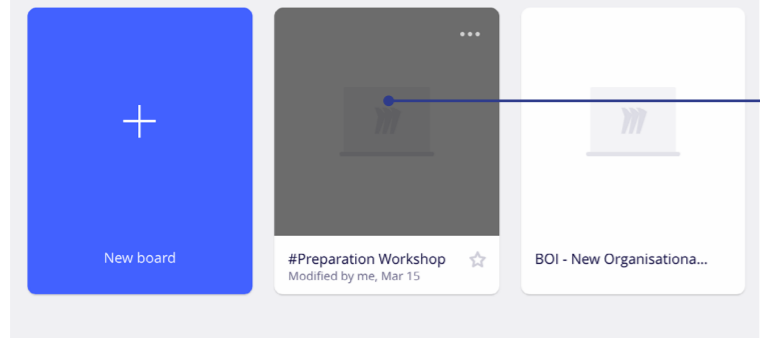 New board
#Preparation Workshop
Modified by me, Mar 15
BOI - New Organisationa...